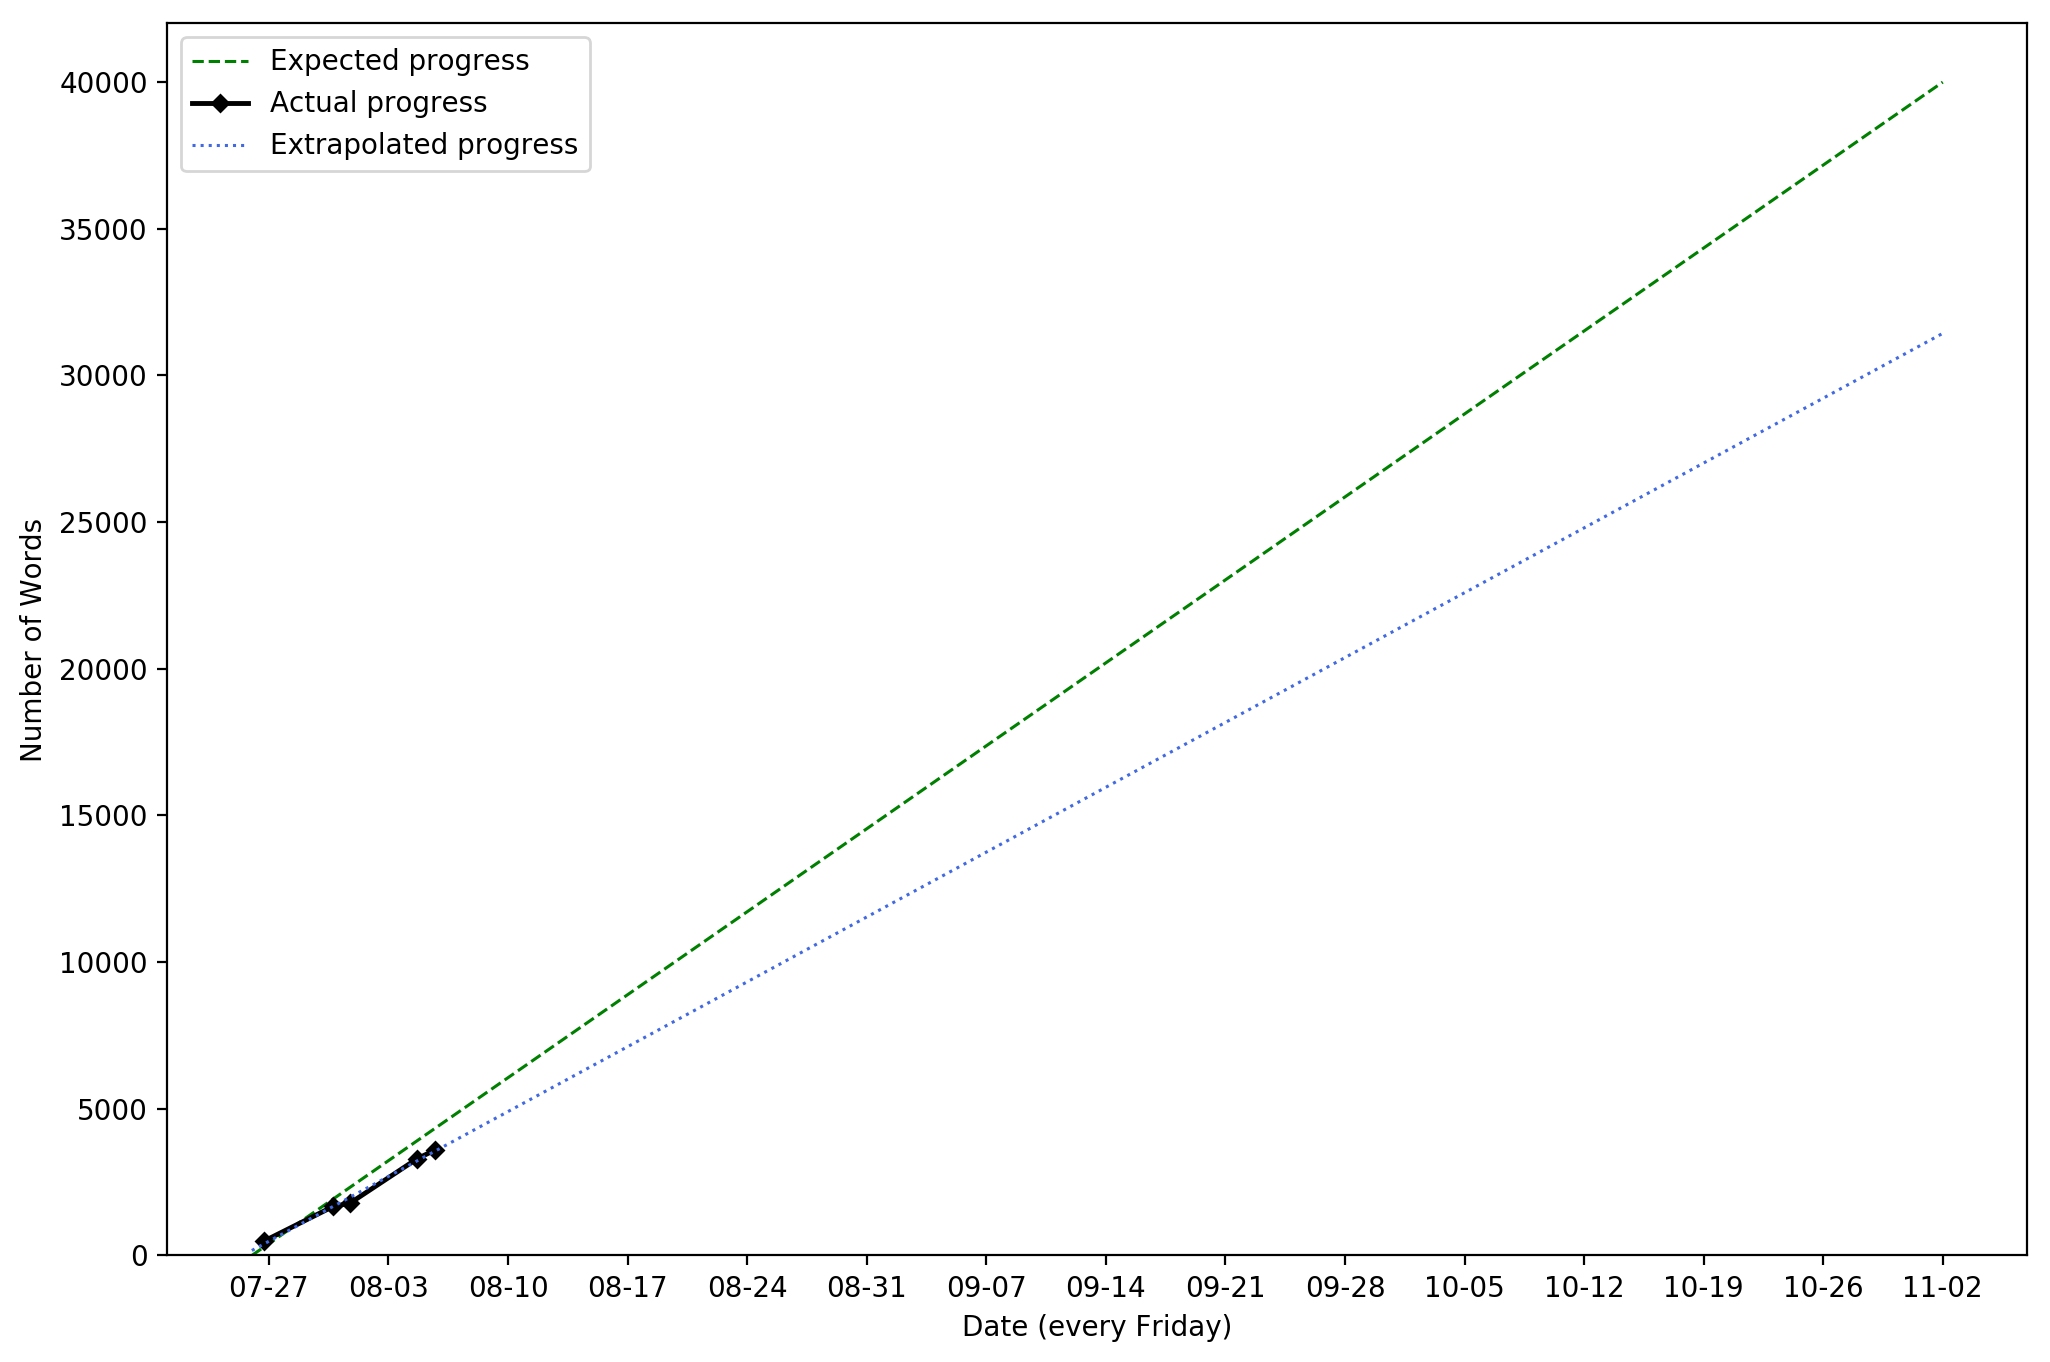 Expected progress
Actual progress
Extrapolated progress
40000
35000
30000
25000
20000
15000
10000
5000
0
Number of Words
07-27 08-03 08-10 08-17 08-24 08-31 09-07 09-14 09-21 09-28 10-05 10-12 10-19 10-26 11-02
Date (every Friday)